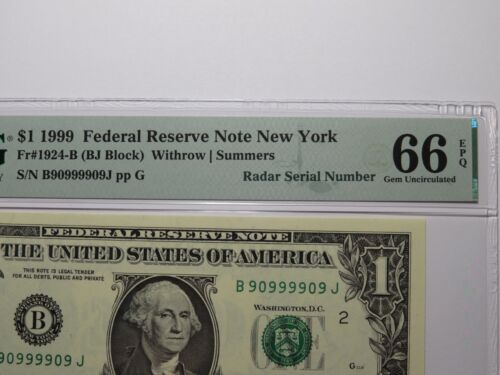 G®
$1 1999 Federal Reserve Note New York
Fr#1924-B (BJ Block) Withrow | Summers
S/N B90999909J pp G
Radar Serial Number
66 EPQ
Gem Uncirculated
FEDERAL RESERVE NOTE
THE UNITED STATES OF AMERICA
THIS NOTE IS LEGAL TENDER
FOR ALL DEBTS, PUBLIC AND PRIVATE
B 90999909 J
1
WASHINGTON, D.C.
B
2
90999909 J